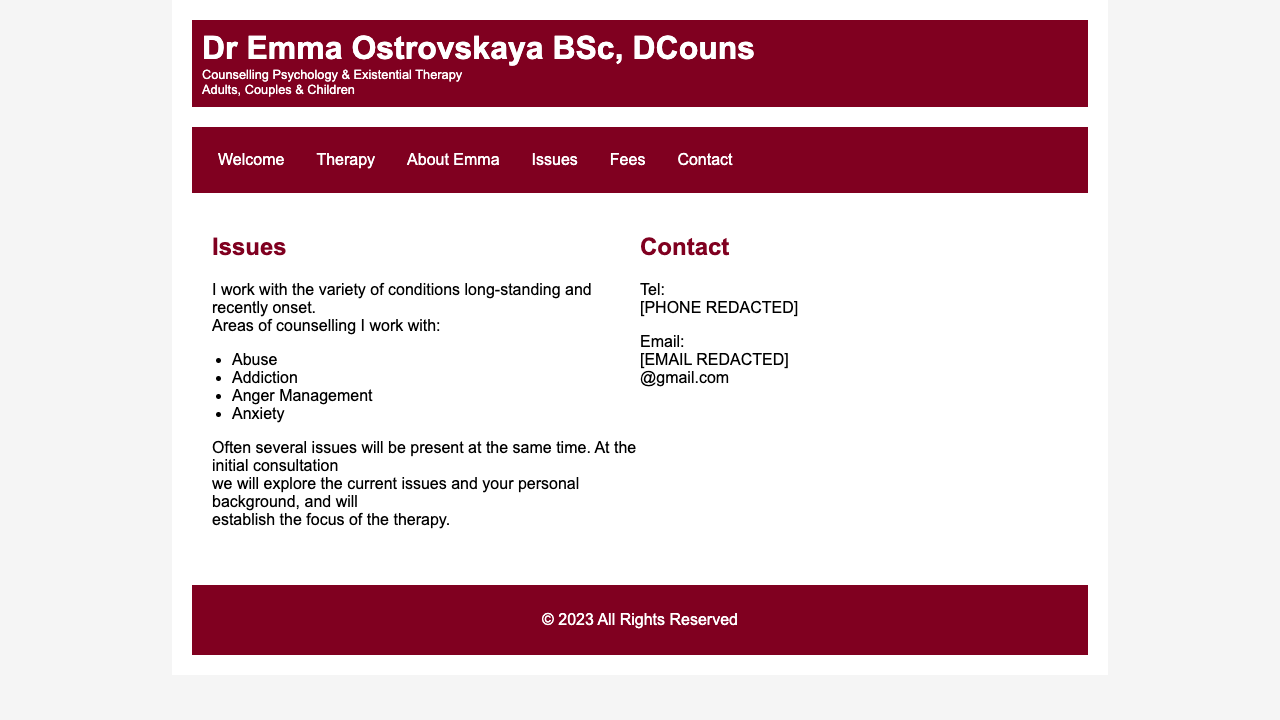 Dr Emma Ostrovskaya BSc, DCouns
Counselling Psychology & Existential Therapy
Adults, Couples & Children
Welcome Therapy About Emma Issues Fees Contact
Issues
I work with the variety of conditions long-standing and
recently onset.
Areas of counselling I work with:
• Abuse
• Addiction
• Anger Management
• Anxiety
Often several issues will be present at the same time. At the
initial consultation
we will explore the current issues and your personal
background, and will
establish the focus of the therapy.
Contact
Tel:
[PHONE REDACTED]
Email:
[EMAIL REDACTED]
@gmail.com
© 2023 All Rights Reserved